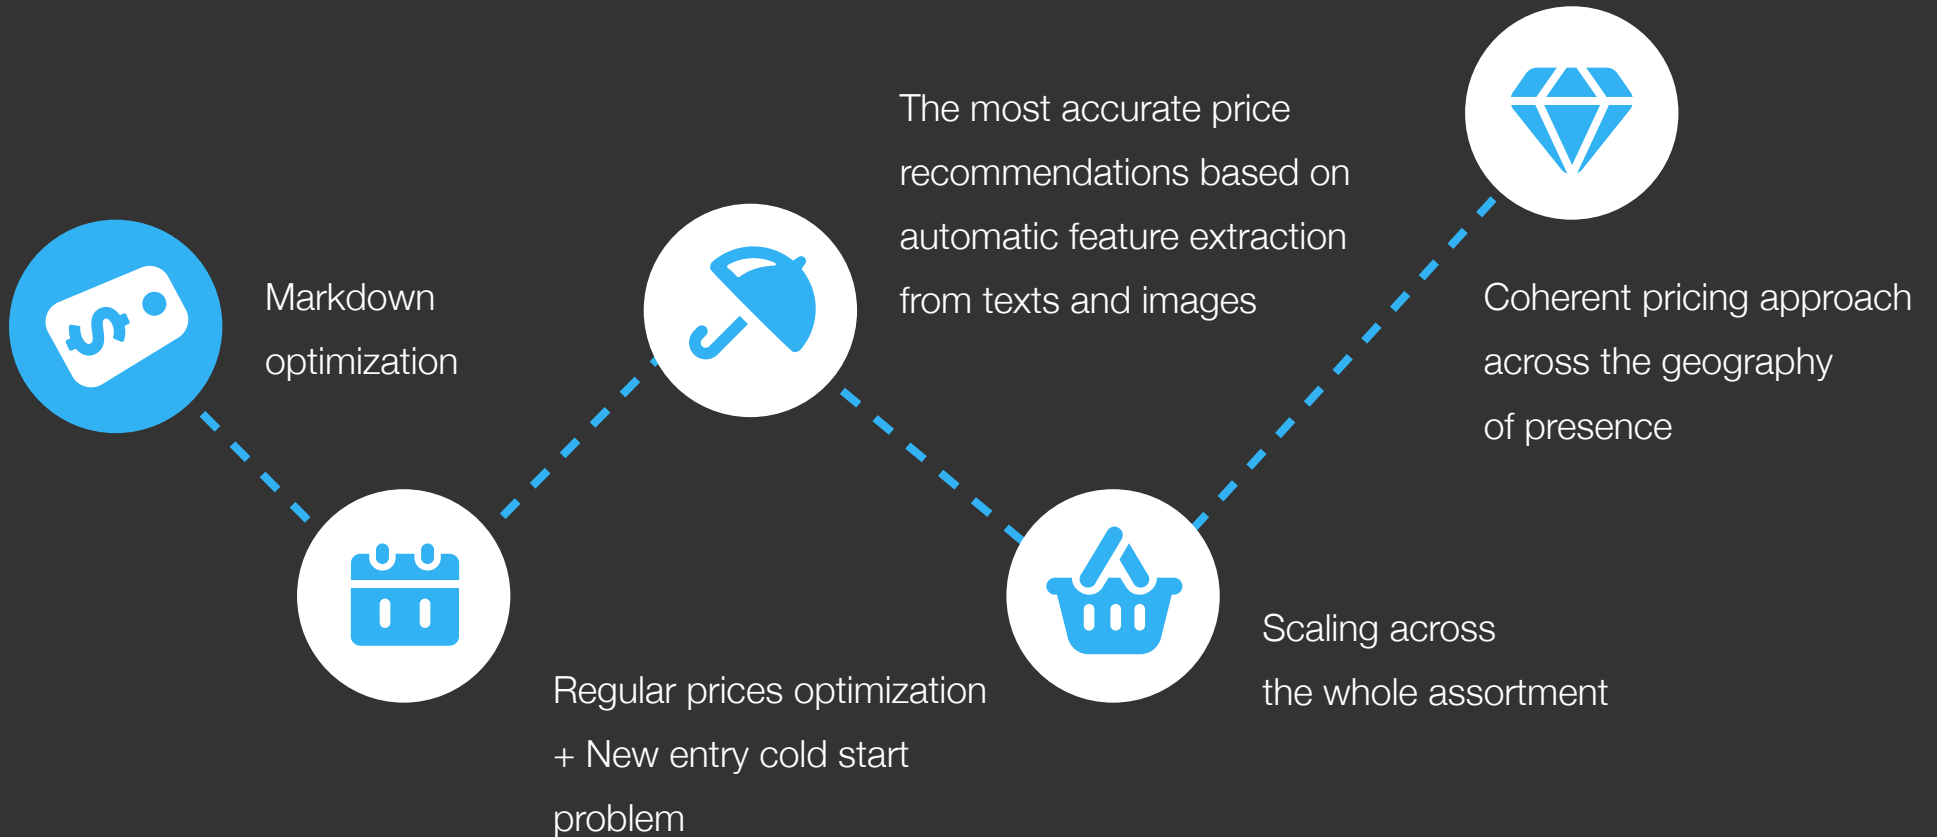 Markdown
optimization
Regular prices optimization
+ New entry cold start
problem
The most accurate price
recommendations based on
automatic feature extraction
from texts and images
Scaling across
the whole assortment
Coherent pricing approach
across the geography
of presence